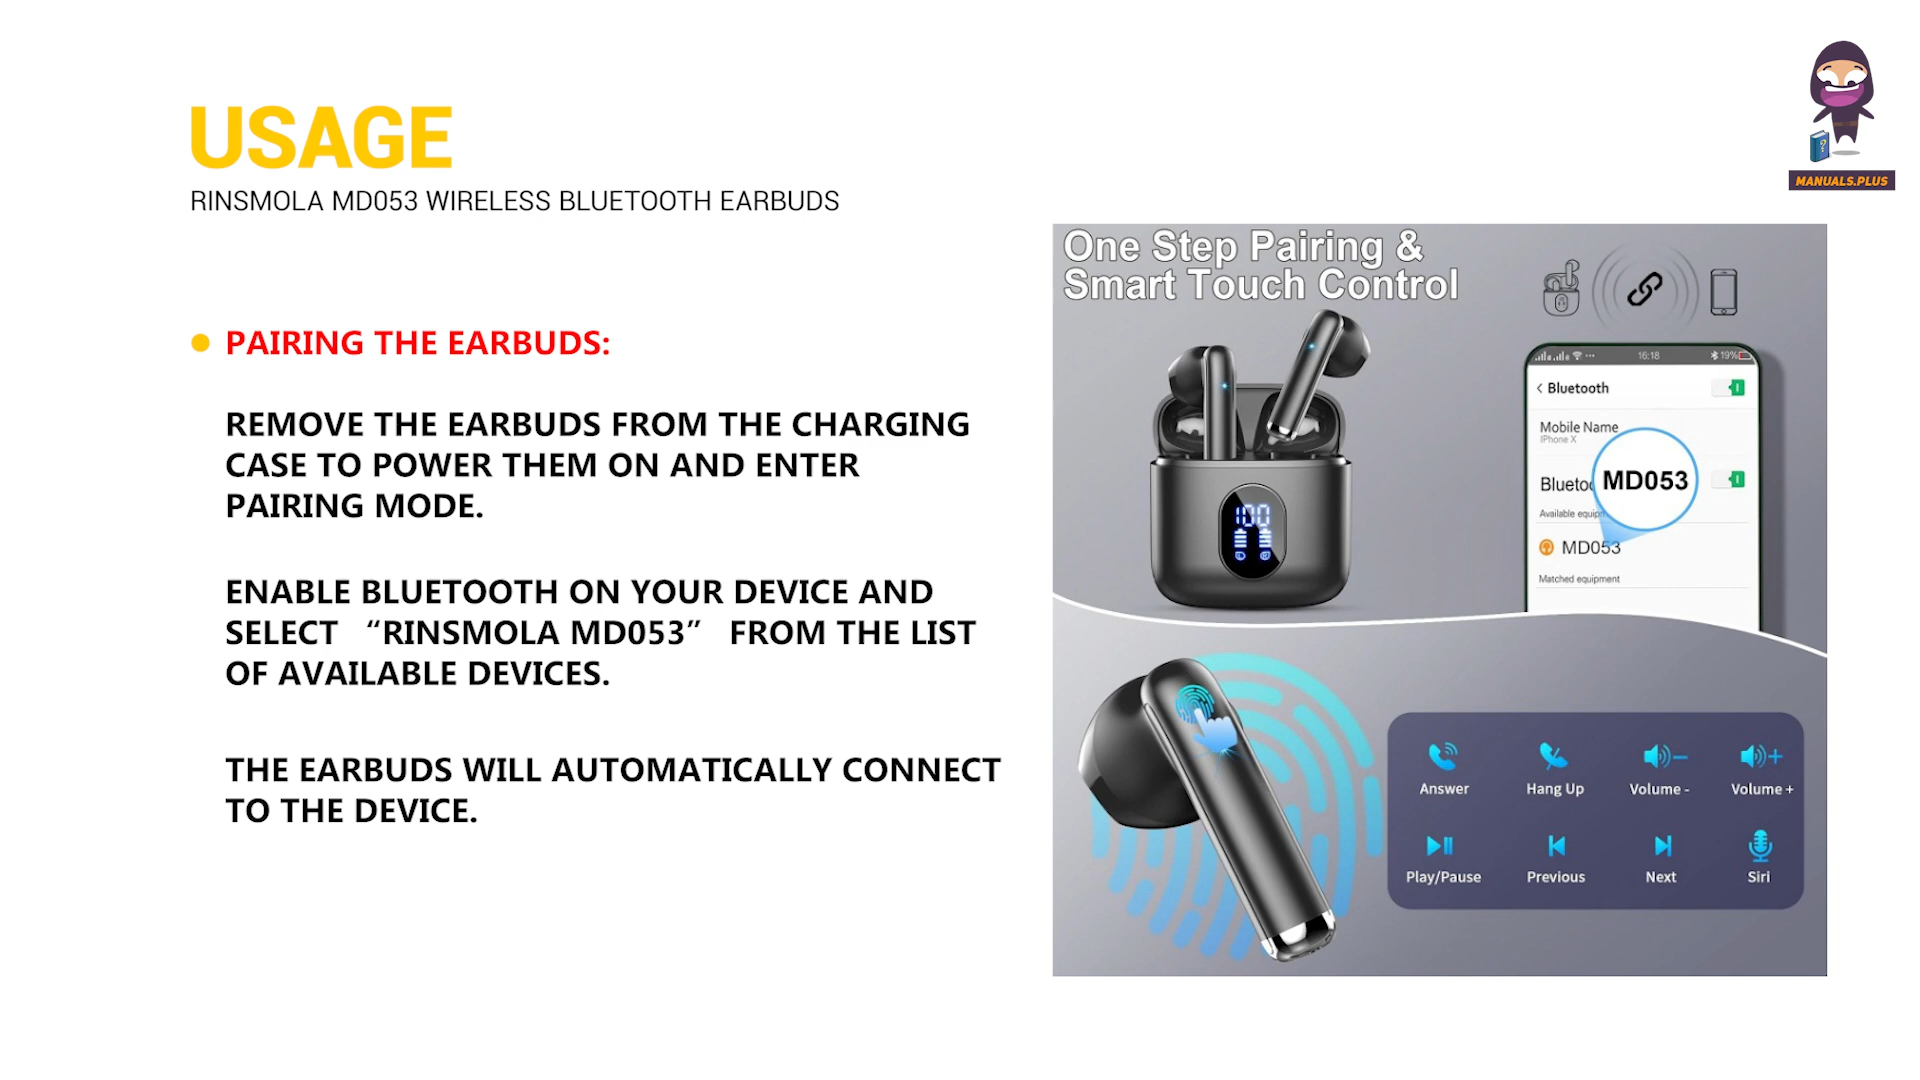 USAGE
RINSMOLA MD053 WIRELESS BLUETOOTH EARBUDS
MANUALS.PLUS
PAIRING THE EARBUDS:
REMOVE THE EARBUDS FROM THE CHARGING
CASE TO POWER THEM ON AND ENTER
PAIRING MODE.
ENABLE BLUETOOTH ON YOUR DEVICE AND
SELECT “RINSMOLA MD053” FROM THE LIST
OF AVAILABLE DEVICES.
THE EARBUDS WILL AUTOMATICALLY CONNECT
TO THE DEVICE.
One Step Pairing &
Smart Touch Control
16:18
19%
< Bluetooth
Mobile Name
IPhone X
MD053
Available
MD053
Matched equipment
100
Answer
Hang Up
Volume -
Volume +
Play/Pause
Previous
Next
Siri